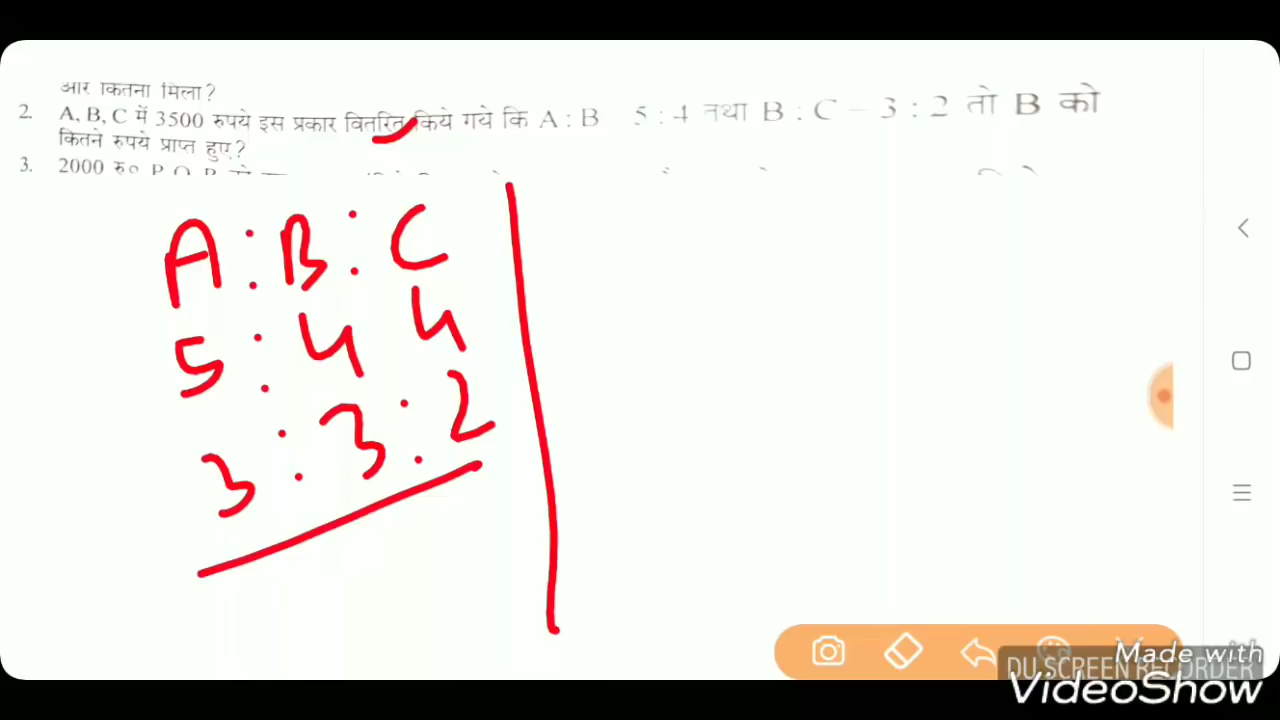 और कितना मिला?
2. A, B, C में 3500 रुपये इस प्रकार वितरित किये गये कि A : B 5 : 4 तथा B : C – 3 : 2 तो B को
कितने रुपये प्राप्त हुए?
3. 2000 रु०
A : B : C
5 : 4 4
3 : 3 : 2
Made with
DU SCREEN RECORDER
VideoShow